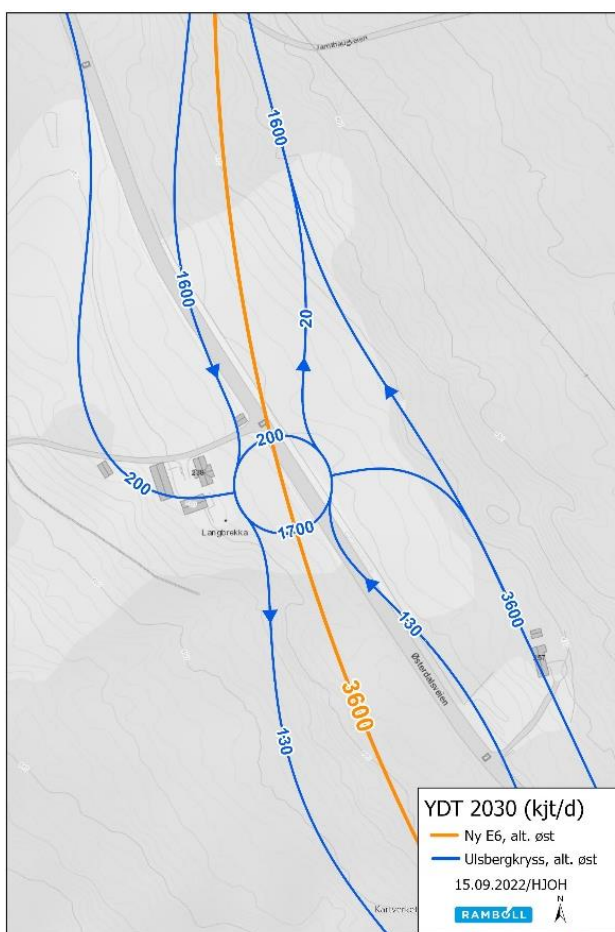 1600
1600
20
200
200
1700
Langbrekka
130
3600
Østerdalsveien
3600
130
YDT 2030 (kjt/d)
Ny E6, alt. øst
Ulsbergkryss, alt. øst
15.09.2022/HJOH
N
RAMBOLL